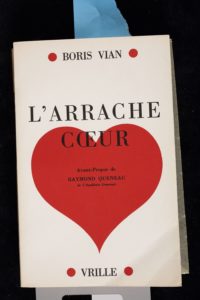 BORIS VIAN
L'ARRACHE
CŒUR
Avant-Propos de
RAYMOND QUENEAU
de l'Académie Goncourt
VRILLE